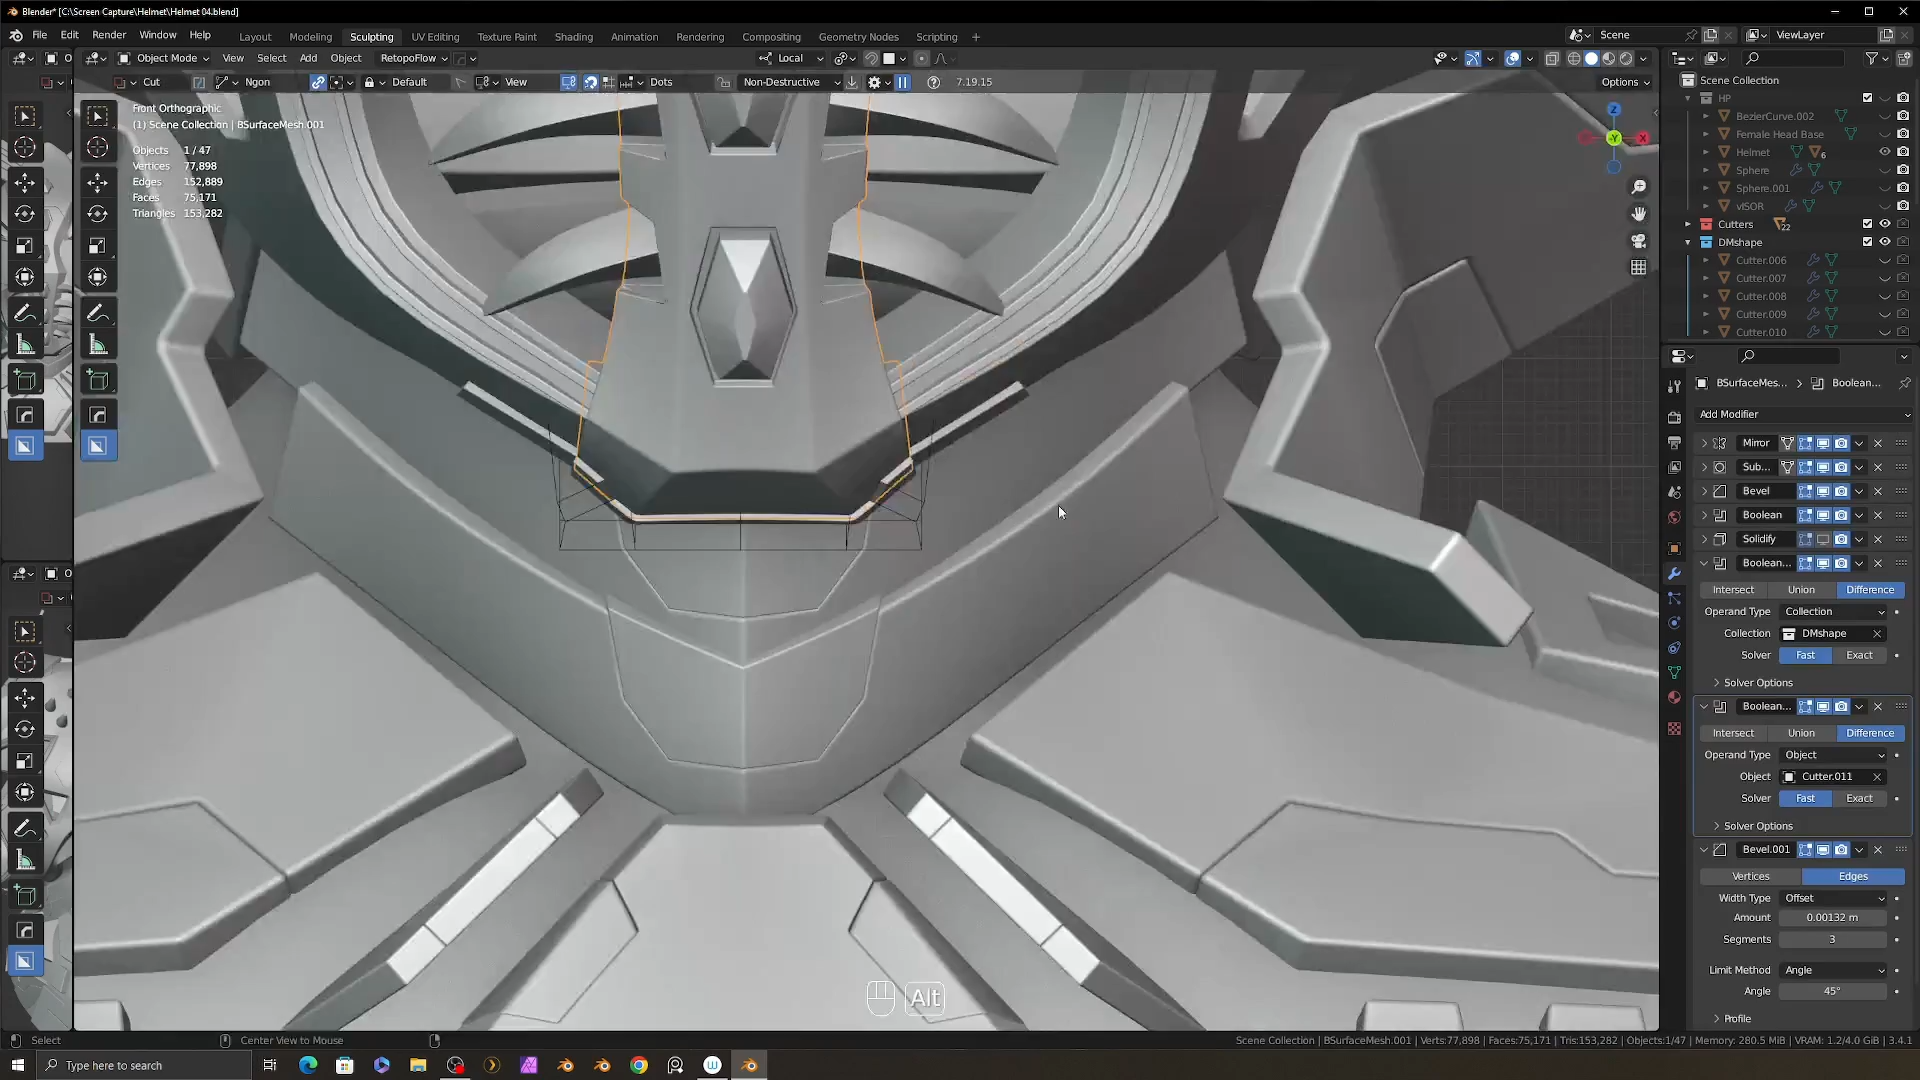 Blender* [C:\Screen Capture\Helmet\Helmet 04.blend]
File Edit Render Window Help
Layout Modeling Sculpting UV Editing Texture Paint Shading Animation Rendering Compositing Geometry Nodes Scripting +
Scene ViewLayer
Object Mode View Select Add Object RetopoFlow Local
Cut Ngon Default View Dots Non-Destructive 7.19.15 Options
Front Orthographic
(1) Scene Collection | BSurfaceMesh.001
Objects 1 / 47
Vertices 77,898
Edges 152,889
Faces 75,171
Triangles 153,282
Z
Y
X
Scene Collection
HP
BezierCurve.002
Female Head Base
Helmet 6
Sphere
Sphere.001
vISOR
Cutters 22
DMshape
Cutter.006
Cutter.007
Cutter.008
Cutter.009
Cutter.010
BSurfaceMes... > Boolean...
Add Modifier
Mirror
Sub...
Bevel
Boolean
Solidify
Boolean...
Intersect Union Difference
Operand Type Collection
Collection DMshape
Solver Fast Exact
Solver Options
Boolean...
Intersect Union Difference
Operand Type Object
Object Cutter.011
Solver Fast Exact
Solver Options
Bevel.001
Vertices Edges
Width Type Offset
Amount 0.00132 m
Segments 3
Limit Method Angle
Angle 45°
Profile
Alt
Select Center View to Mouse
Scene Collection | BSurfaceMesh.001 | Verts:77,898 | Faces:75,171 | Tris:153,282 | Objects:1/47 | Memory: 280.5 MiB | VRAM: 1.2/4.0 GiB | 3.4.1
Type here to search